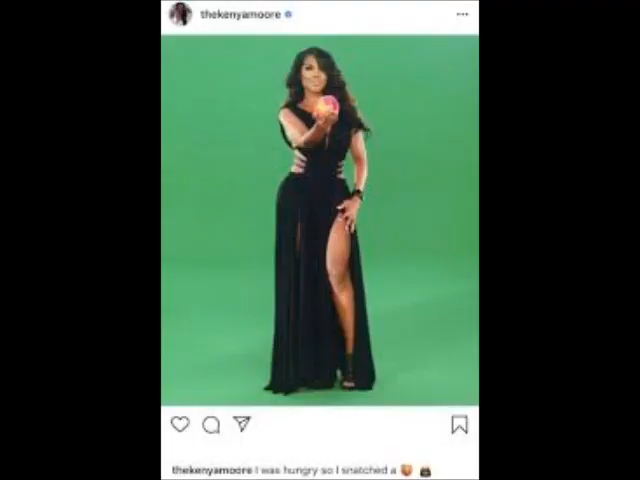 thekenyamoore
thekenyamoore I was hungry so I snatched a 🍑